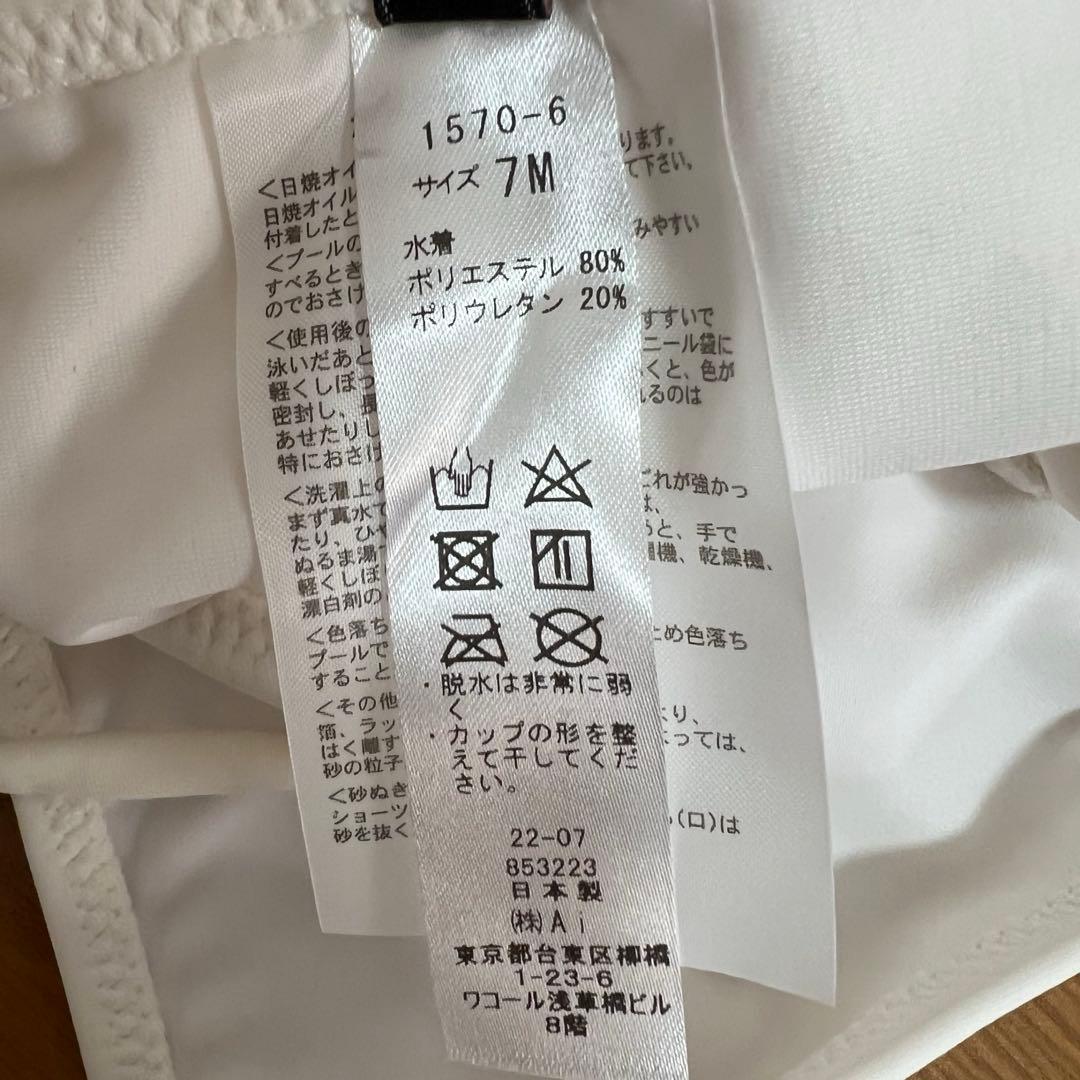 1570-6
サイズ 7M
水着
ポリエステル 80%
ポリウレタン 20%
・脱水は非常に弱
く
・カップの形を整
えて干してくだ
さい。
22-07
853223
日本製
(株)Ai
東京都台東区柳橋
1-23-6
ワコール浅草橋ビル
8階
<日焼オイ
日焼オイル
付着したと
<プールの
すべるとき
のでおさけ
<使用後の
泳いだあと
軽くしぼっ
密封し、長
あせたりし
特におさけ
<洗濯上の
まず真水で
たり、ひや
ぬるま湯
軽くしぼ
漂白剤の
<色落ち
プールで
すること
<その他
箔、ラッ
はく離す
砂の粒子
<砂ぬき
ショーツ
砂を抜く
ります。
て下さい。
みやすい
すすいで
ニール袋に
くと、色が
るのは
ごれが強かっ
は、
うと、手で
機、乾燥機、
とめ色落ち
より、
よっては、
(口)は